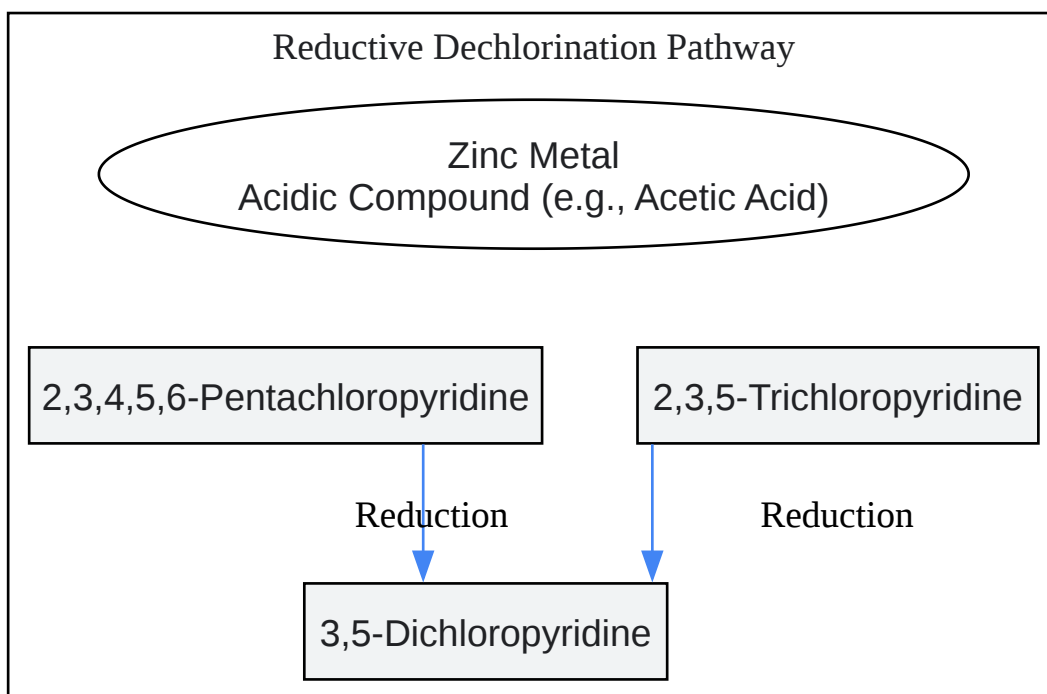 Reductive Dechlorination Pathway
Zinc Metal
Acidic Compound (e.g., Acetic Acid)
2,3,4,5,6-Pentachloropyridine
2,3,5-Trichloropyridine
Reduction
Reduction
3,5-Dichloropyridine